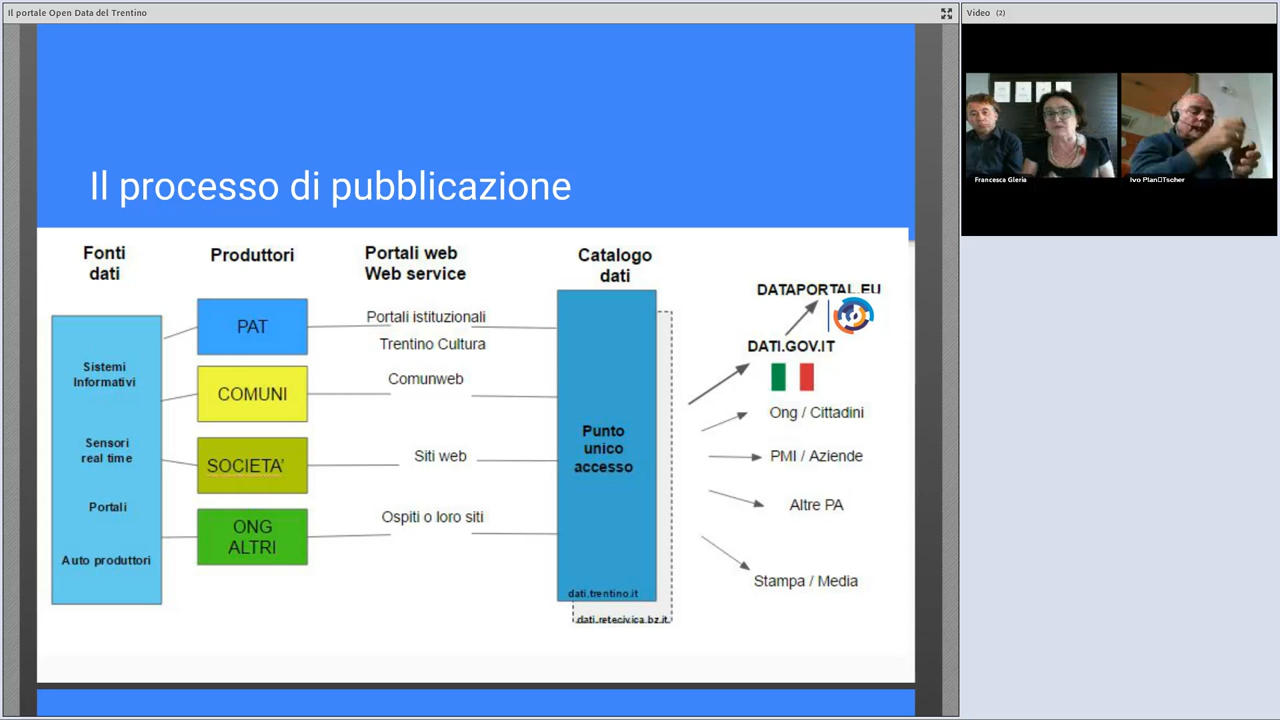 Il portale Open Data del Trentino
Video (2)
Francesca Gleria
Il processo di pubblicazione
Fonti
dati
Produttori
Portali web
Web service
Catalogo
dati
Sistemi
Informativi
Sensori
real time
Portali
Auto produttori
PAT
COMUNI
SOCIETA'
ONG
ALTRI
Portali istituzionali
Trentino Cultura
Comunweb
Siti web
Ospiti o loro siti
Punto
unico
accesso
dati.trentino.it
dati.retecivica.bz.it
DATAPORTAL.EU
DATI.GOV.IT
Ong / Cittadini
PMI / Aziende
Altre PA
Stampa / Media